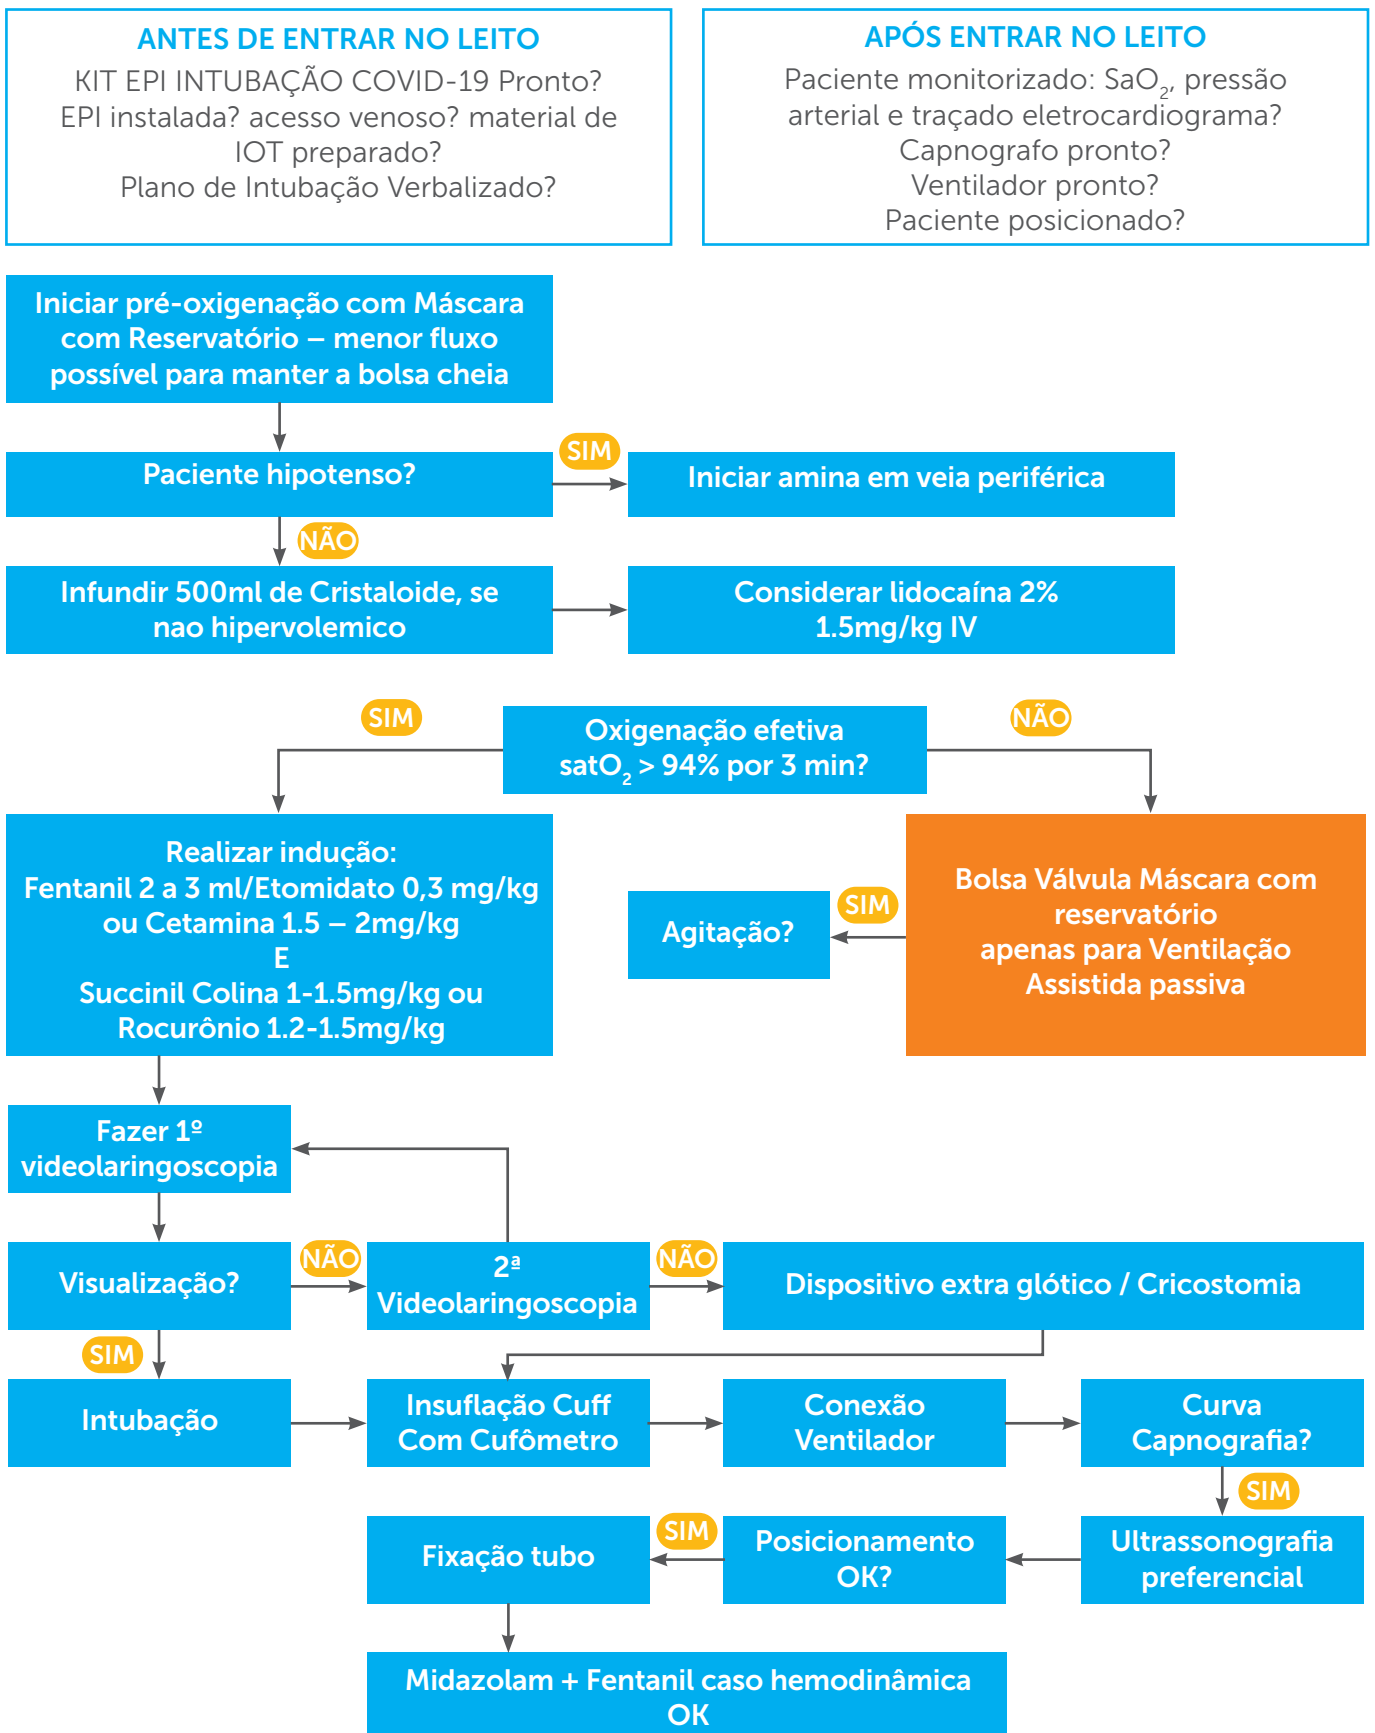 ANTES DE ENTRAR NO LEITO
KIT EPI INTUBAÇÃO COVID-19 Pronto?
EPI instalada? acesso venoso? material de
IOT preparado?
Plano de Intubação Verbalizado?
APÓS ENTRAR NO LEITO
Paciente monitorizado: SaO₂, pressão
arterial e traçado eletrocardiograma?
Capnografo pronto?
Ventilador pronto?
Paciente posicionado?
Iniciar pré-oxigenação com Máscara
com Reservatório – menor fluxo
possível para manter a bolsa cheia
Paciente hipotenso?
SIM
Iniciar amina em veia periférica
NÃO
Infundir 500ml de Cristaloide, se
nao hipervolemico
Considerar lidocaína 2%
1.5mg/kg IV
SIM
Oxigenação efetiva
satO₂ > 94% por 3 min?
NÃO
Realizar indução:
Fentanil 2 a 3 ml/Etomidato 0,3 mg/kg
ou Cetamina 1.5 – 2mg/kg
E
Succinil Colina 1-1.5mg/kg ou
Rocurônio 1.2-1.5mg/kg
Agitação?
SIM
Bolsa Válvula Máscara com
reservatório
apenas para Ventilação
Assistida passiva
Fazer 1º
videolaringoscopia
Visualização?
NÃO
2ª
Videolaringoscopia
NÃO
Dispositivo extra glótico / Cricostomia
SIM
Intubação
Insuflação Cuff
Com Cufômetro
Conexão
Ventilador
Curva
Capnografia?
SIM
Ultrassonografia
preferencial
Posicionamento
OK?
SIM
Fixação tubo
Midazolam + Fentanil caso hemodinâmica
OK